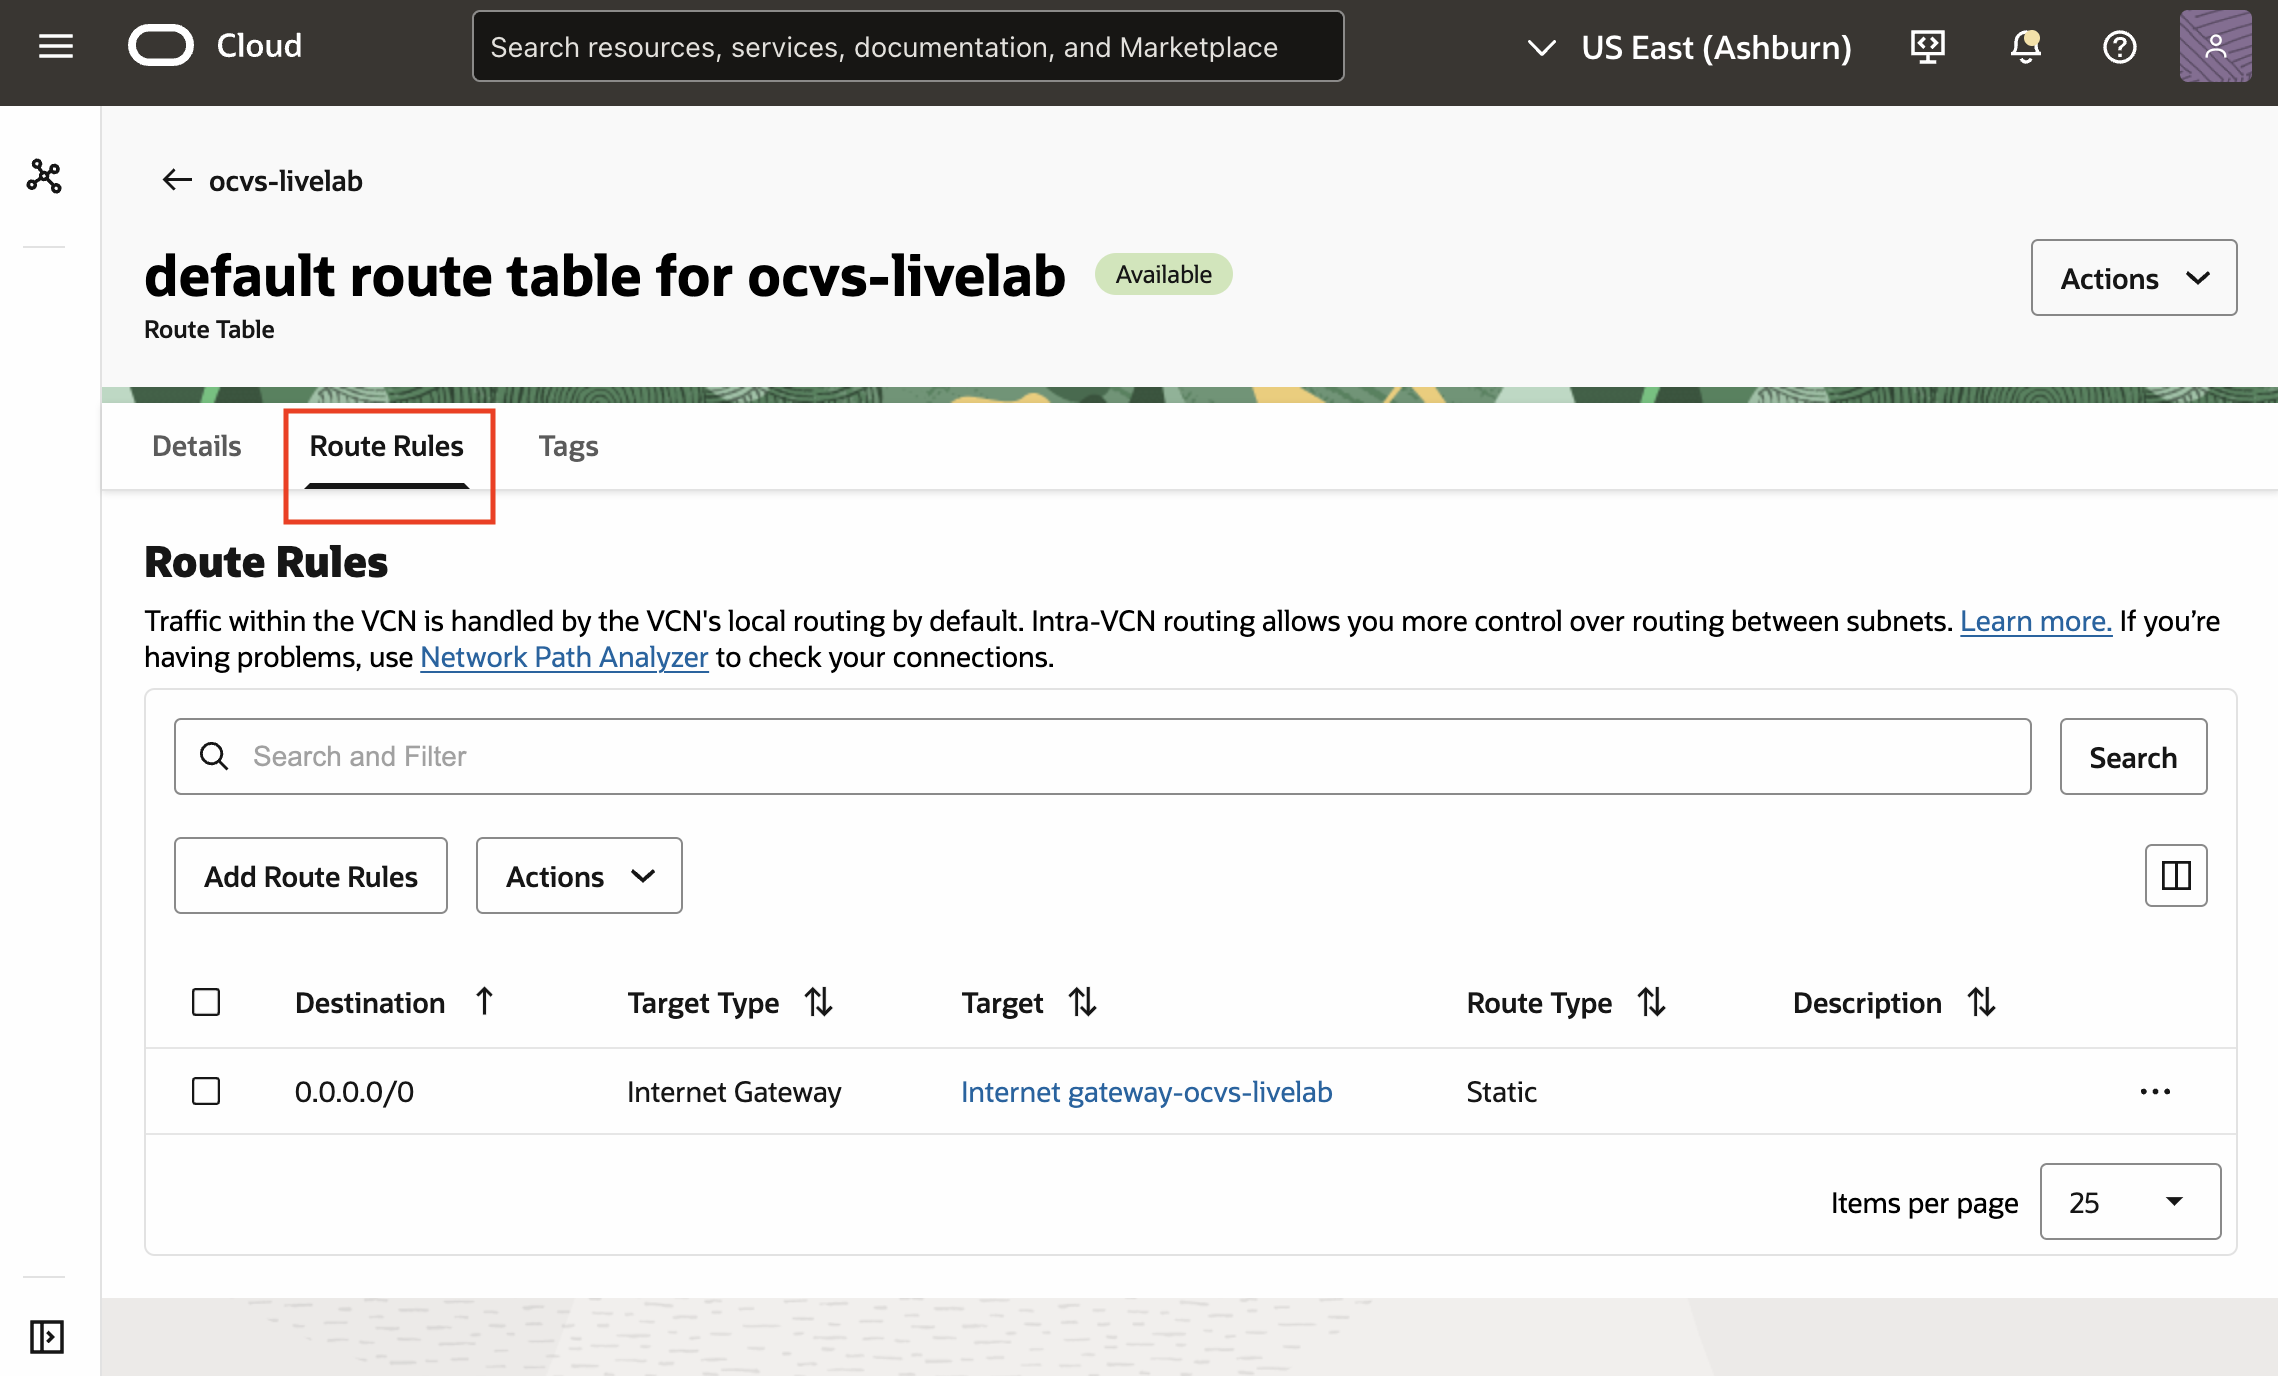 Cloud
Search resources, services, documentation, and Marketplace
US East (Ashburn)
ocvs-livelab
default route table for ocvs-livelab
Available
Actions
Route Table
Details
Route Rules
Tags
Route Rules
Traffic within the VCN is handled by the VCN's local routing by default. Intra-VCN routing allows you more control over routing between subnets. Learn more. If you’re
having problems, use Network Path Analyzer to check your connections.
Search and Filter
Search
Add Route Rules
Actions
Destination
Target Type
Target
Route Type
Description
0.0.0.0/0
Internet Gateway
Internet gateway-ocvs-livelab
Static
Items per page
25